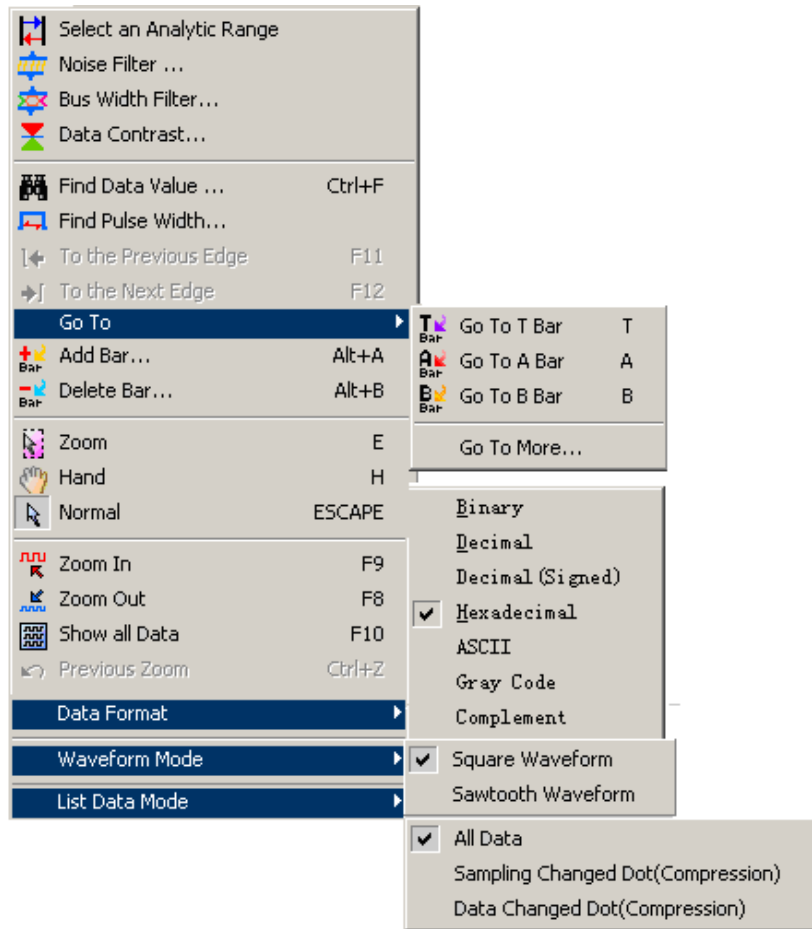 Select an Analytic Range
Noise Filter ...
Bus Width Filter...
Data Contrast...
Find Data Value ... Ctrl+F
Find Pulse Width...
To the Previous Edge F11
To the Next Edge F12
Go To
Add Bar... Alt+A
Delete Bar... Alt+B
Zoom E
Hand H
Normal ESCAPE
Zoom In F9
Zoom Out F8
Show all Data F10
Previous Zoom Ctrl+Z
Data Format
Waveform Mode
List Data Mode
T Bar Go To T Bar T
A Bar Go To A Bar A
B Bar Go To B Bar B
Go To More...
Binary
Decimal
Decimal(Signed)
Hexadecimal
ASCII
Gray Code
Complement
Square Waveform
Sawtooth Waveform
All Data
Sampling Changed Dot(Compression)
Data Changed Dot(Compression)